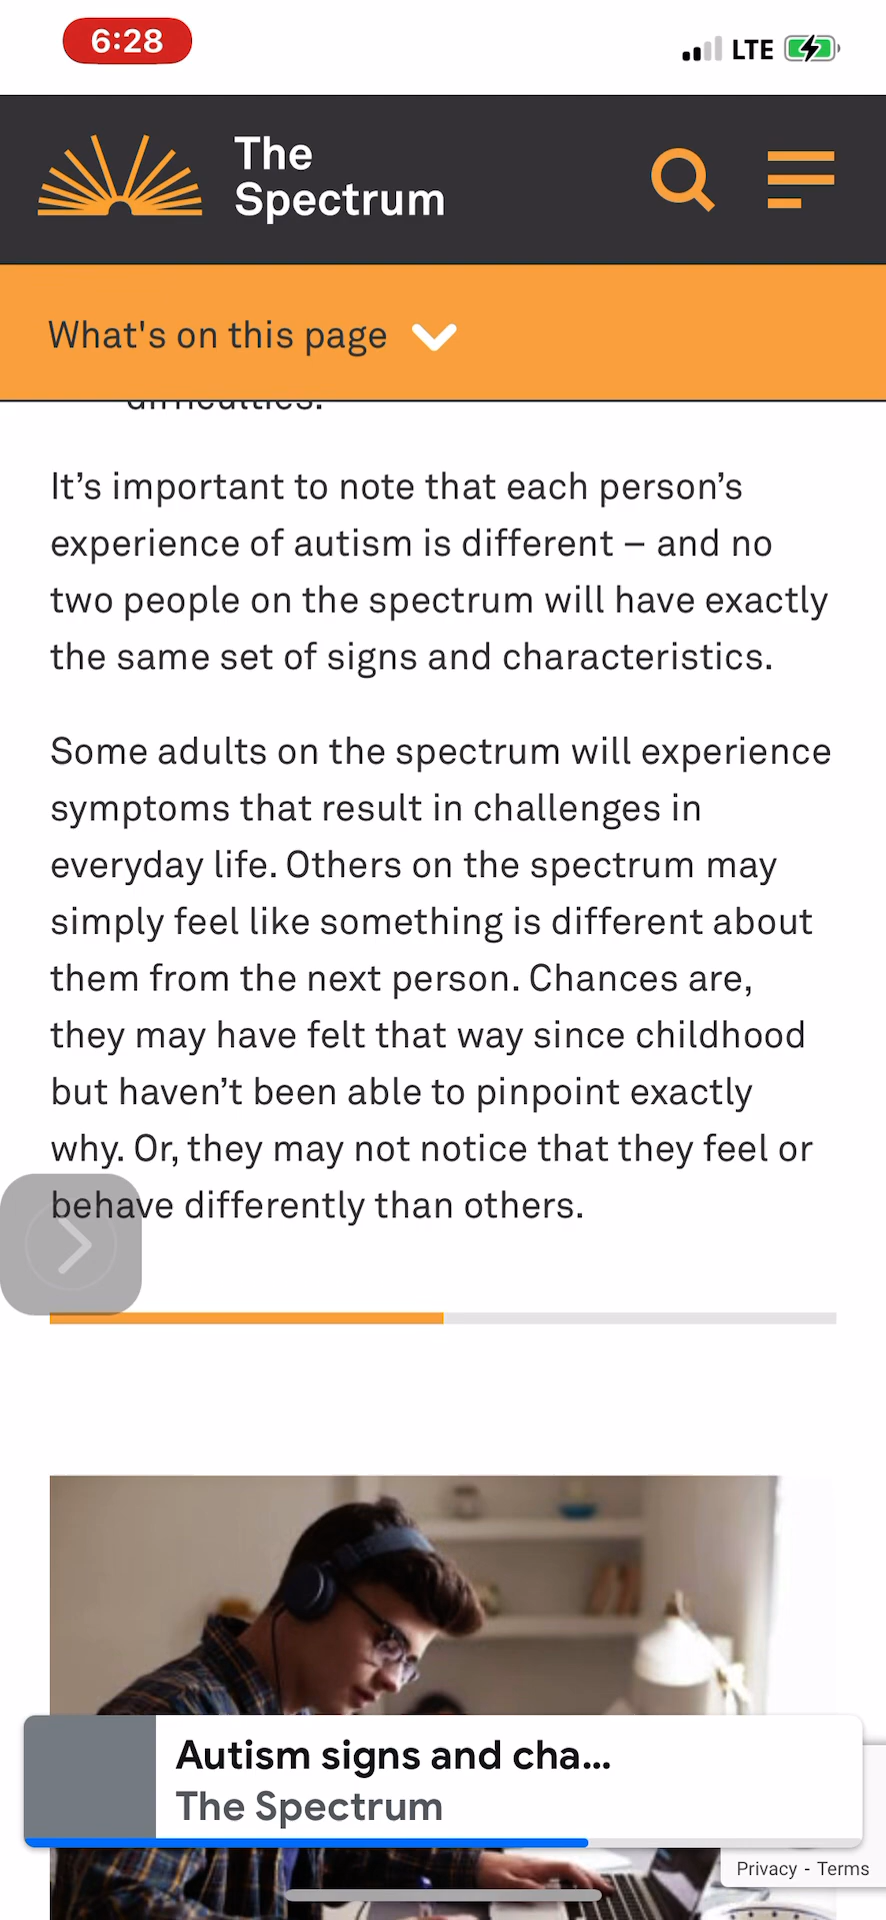 6:28
LTE
The
Spectrum
What's on this page
difficulties.
It’s important to note that each person’s
experience of autism is different – and no
two people on the spectrum will have exactly
the same set of signs and characteristics.
Some adults on the spectrum will experience
symptoms that result in challenges in
everyday life. Others on the spectrum may
simply feel like something is different about
them from the next person. Chances are,
they may have felt that way since childhood
but haven’t been able to pinpoint exactly
why. Or, they may not notice that they feel or
behave differently than others.
Autism signs and cha...
The Spectrum
Privacy - Terms